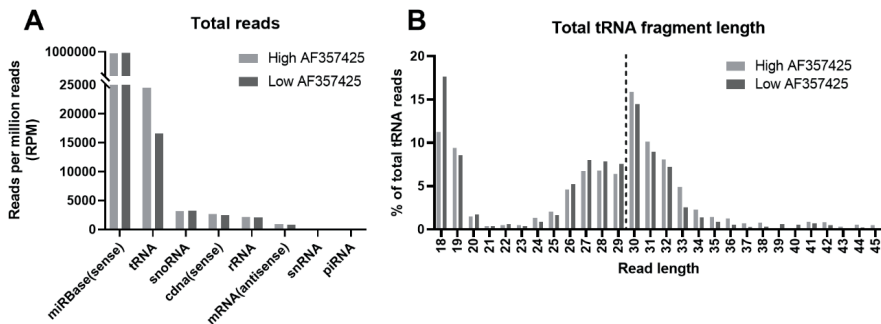 A
Total reads
High AF357425
Low AF357425
Reads per million reads
(RPM)
1000000
25000
20000
15000
10000
5000
0
miRBase(sense)
tRNA
snoRNA
cdna(sense)
rRNA
mRNA(antisense)
snRNA
piRNA
B
Total tRNA fragment length
High AF357425
Low AF357425
% of total tRNA reads
20
15
10
5
0
18 19 20 21 22 23 24 25 26 27 28 29 30 31 32 33 34 35 36 37 38 39 40 41 42 43 44 45
Read length